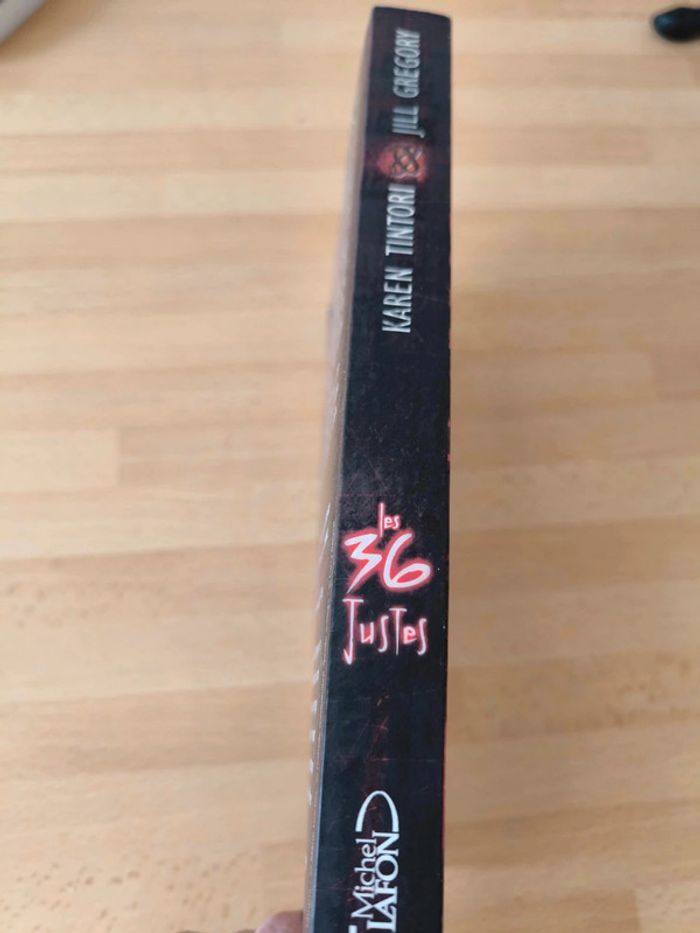 KAREN TINTORI JILL GREGORY
les
36
Justes
Michel
LAFON